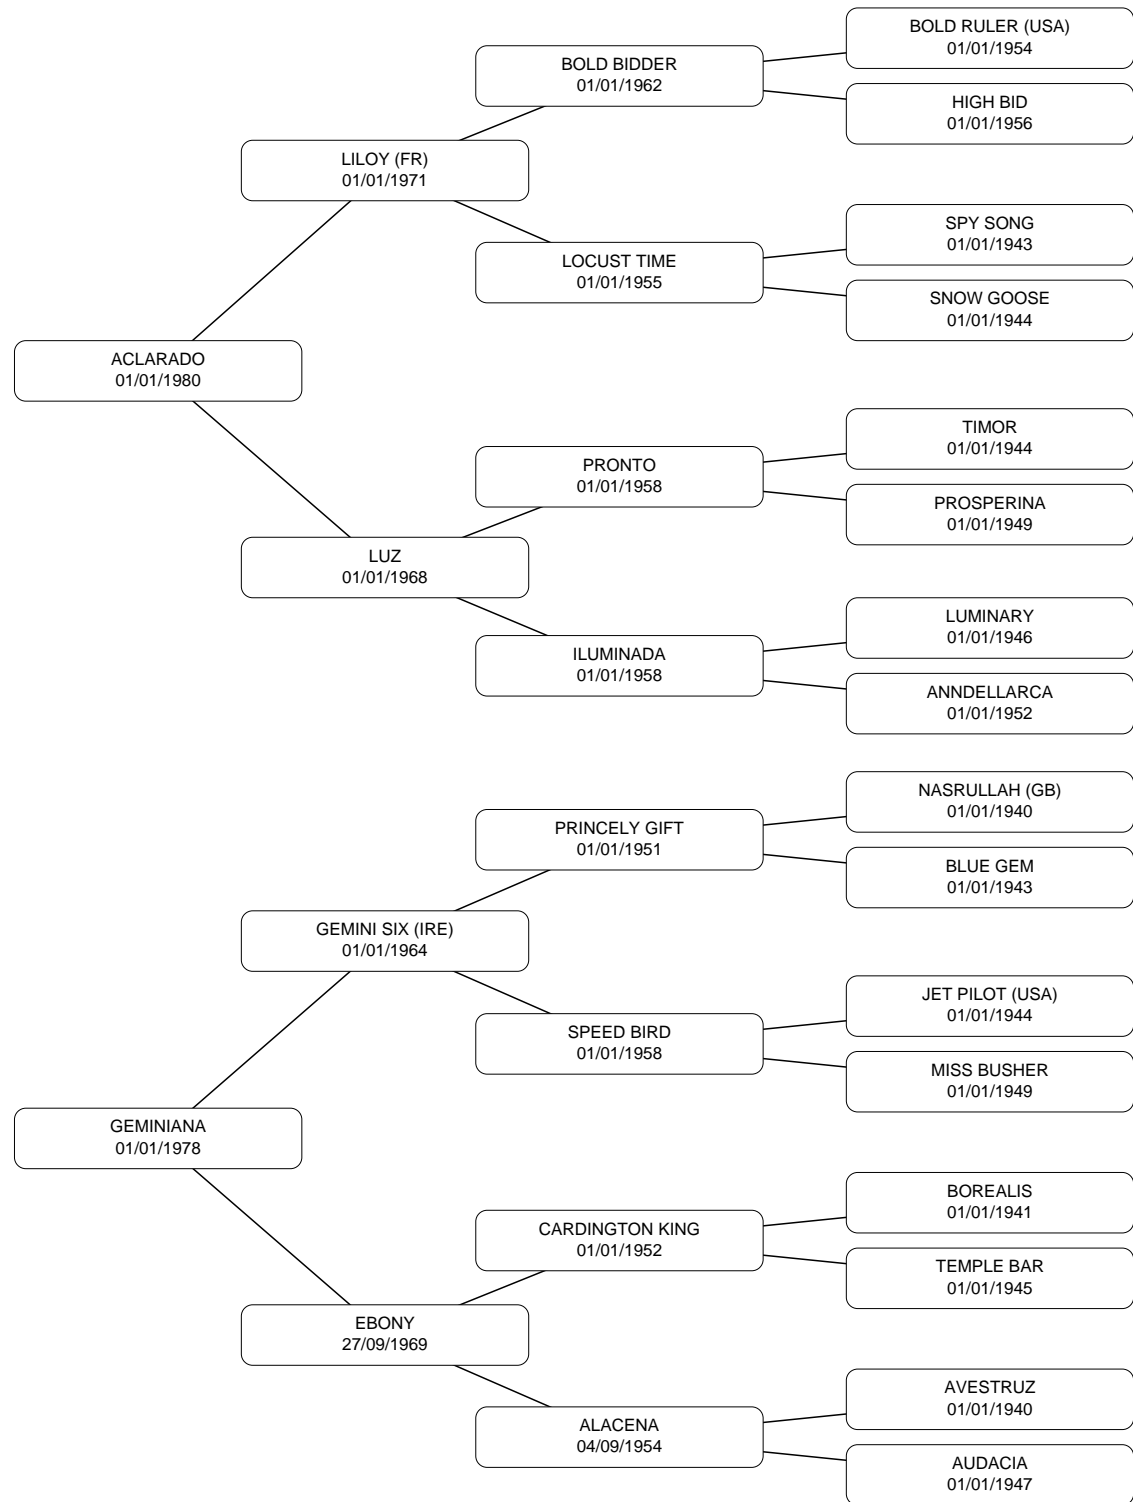 BOLD RULER (USA)
01/01/1954
BOLD BIDDER
01/01/1962
HIGH BID
01/01/1956
LILOY (FR)
01/01/1971
SPY SONG
01/01/1943
LOCUST TIME
01/01/1955
SNOW GOOSE
01/01/1944
ACLARADO
01/01/1980
TIMOR
01/01/1944
PRONTO
01/01/1958
PROSPERINA
01/01/1949
LUZ
01/01/1968
LUMINARY
01/01/1946
ILUMINADA
01/01/1958
ANNDELLARCA
01/01/1952
NASRULLAH (GB)
01/01/1940
PRINCELY GIFT
01/01/1951
BLUE GEM
01/01/1943
GEMINI SIX (IRE)
01/01/1964
JET PILOT (USA)
01/01/1944
SPEED BIRD
01/01/1958
MISS BUSHER
01/01/1949
GEMINIANA
01/01/1978
BOREALIS
01/01/1941
CARDINGTON KING
01/01/1952
TEMPLE BAR
01/01/1945
EBONY
27/09/1969
AVESTRUZ
01/01/1940
ALACENA
04/09/1954
AUDACIA
01/01/1947